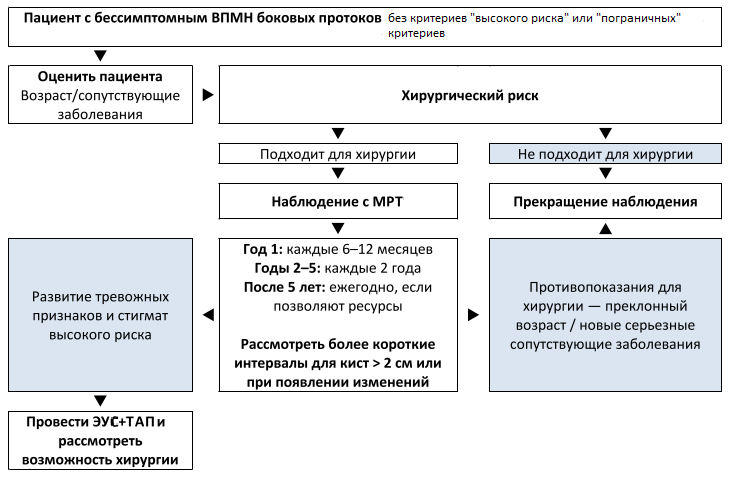 Пациент с бессимптомным ВПМН боковых протоков без критериев "высокого риска" или "пограничных"
критериев
Оценить пациента
Возраст/сопутствующие
заболевания
Хирургический риск
Подходит для хирургии
Не подходит для хирургии
Наблюдение с МРТ
Прекращение наблюдения
Год 1: каждые 6–12 месяцев
Годы 2–5: каждые 2 года
После 5 лет: ежегодно, если
позволяют ресурсы
Рассмотреть более короткие
интервалы для кист > 2 см или
при появлении изменений
Развитие тревожных
признаков и стигмат
высокого риска
Противопоказания для
хирургии — преклонный
возраст / новые серьезные
сопутствующие заболевания
Провести ЭУС+ТАП и
рассмотреть
возможность хирургии